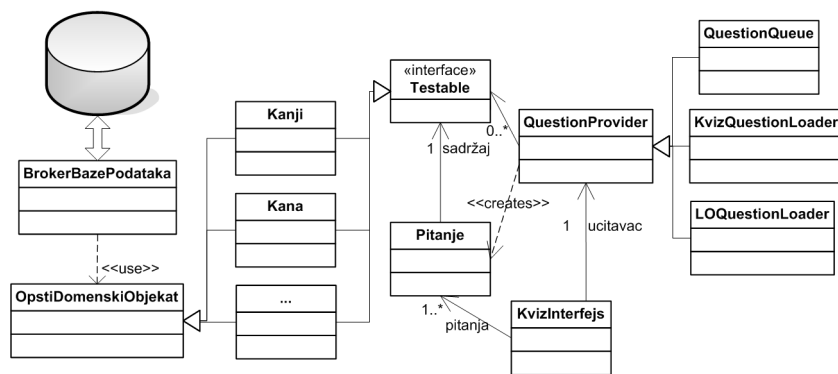 QuestionQueue
«interface»
Testable
Kanji
QuestionProvider
KvizQuestionLoader
0..*
1 sadržaj
BrokerBazePodataka
Kana
<<creates>>
LOQuestionLoader
Pitanje
1 ucitavac
<<use>>
OpstiDomenskiObjekat
...
1..*
KvizInterfejs
pitanja